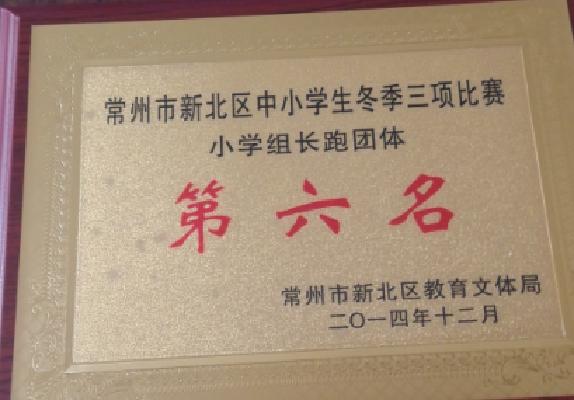 常州市新北区中小学生冬季三项比赛
小学组长跑团体
第六名
常州市新北区教育文体局
二〇一四年十二月